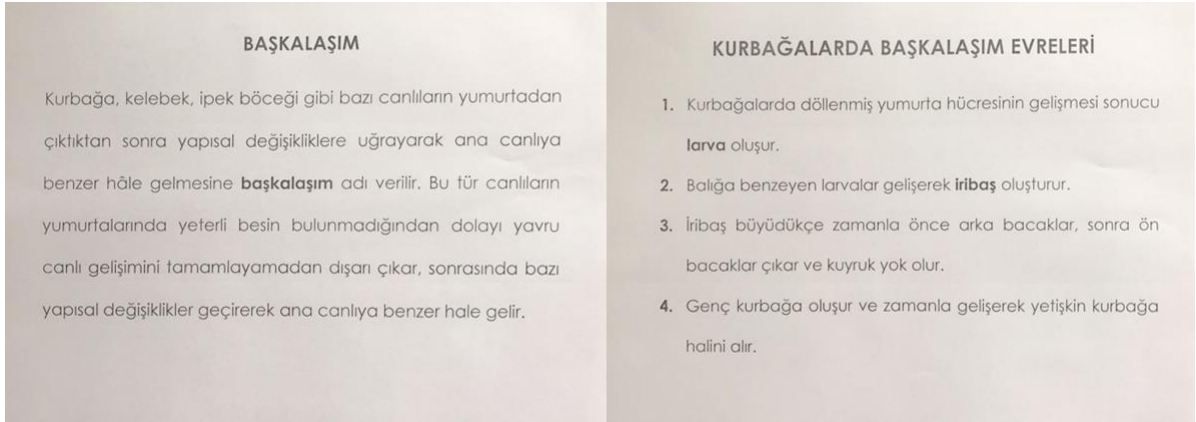 BAŞKALAŞIM
Kurbağa, kelebek, ipek böceği gibi bazı canlıların yumurtadan
çıktıktan sonra yapısal değişikliklere uğrayarak ana canlıya
benzer hâle gelmesine başkalaşım adı verilir. Bu tür canlıların
yumurtalarında yeterli besin bulunmadığından dolayı yavru
canlı gelişimini tamamlayamadan dışarı çıkar, sonrasında bazı
yapısal değişiklikler geçirerek ana canlıya benzer hale gelir.
KURBAĞALARDA BAŞKALAŞIM EVRELERİ
1. Kurbağalarda döllenmiş yumurta hücresinin gelişmesi sonucu
larva oluşur.
2. Balığa benzeyen larvalar gelişerek iribaş oluşturur.
3. İribaş büyüdükçe zamanla önce arka bacaklar, sonra ön
bacaklar çıkar ve kuyruk yok olur.
4. Genç kurbağa oluşur ve zamanla gelişerek yetişkin kurbağa
halini alır.